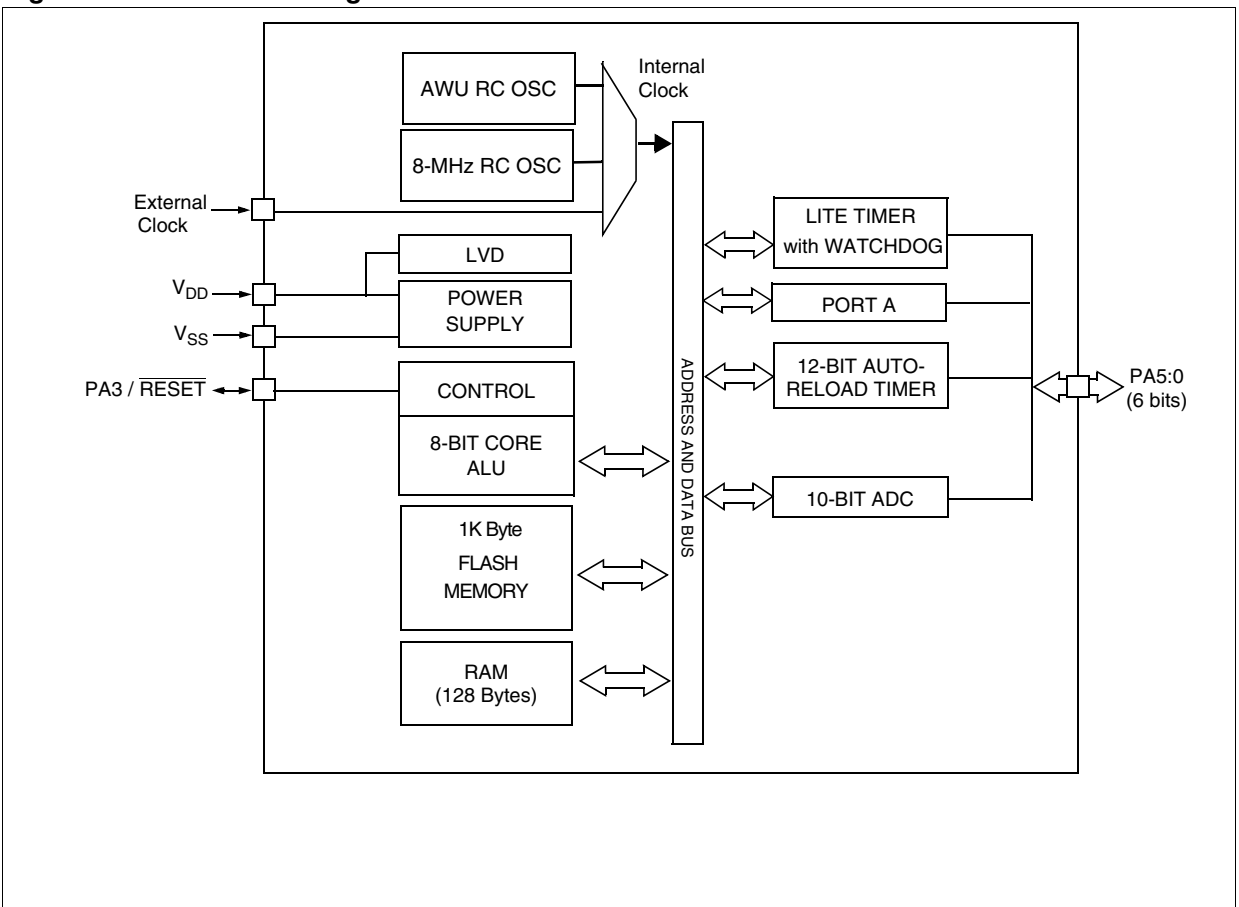 AWU RC OSC
8-MHz RC OSC
Internal
Clock
External
Clock
LVD
POWER
SUPPLY
VDD
VSS
PA3 / RESET
CONTROL
8-BIT CORE
ALU
1K Byte
FLASH
MEMORY
RAM
(128 Bytes)
ADDRESS AND DATA BUS
LITE TIMER
with WATCHDOG
PORT A
12-BIT AUTO-
RELOAD TIMER
10-BIT ADC
PA5:0
(6 bits)